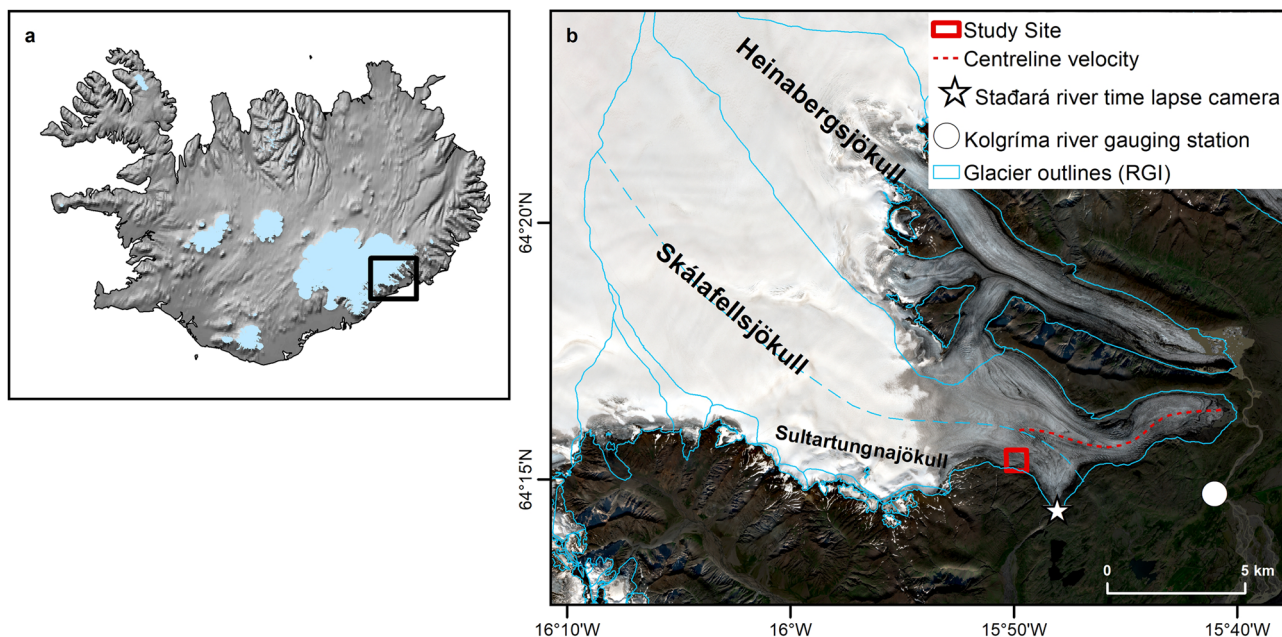 a
b
Study Site
Centreline velocity
Stađará river time lapse camera
Kolgríma river gauging station
Glacier outlines (RGI)
Heinabergsjökull
Skálafellsjökull
Sultartungnajökull
64°20'N
64°15'N
0 5 km
16°10'W 16°W 15°50'W 15°40'W